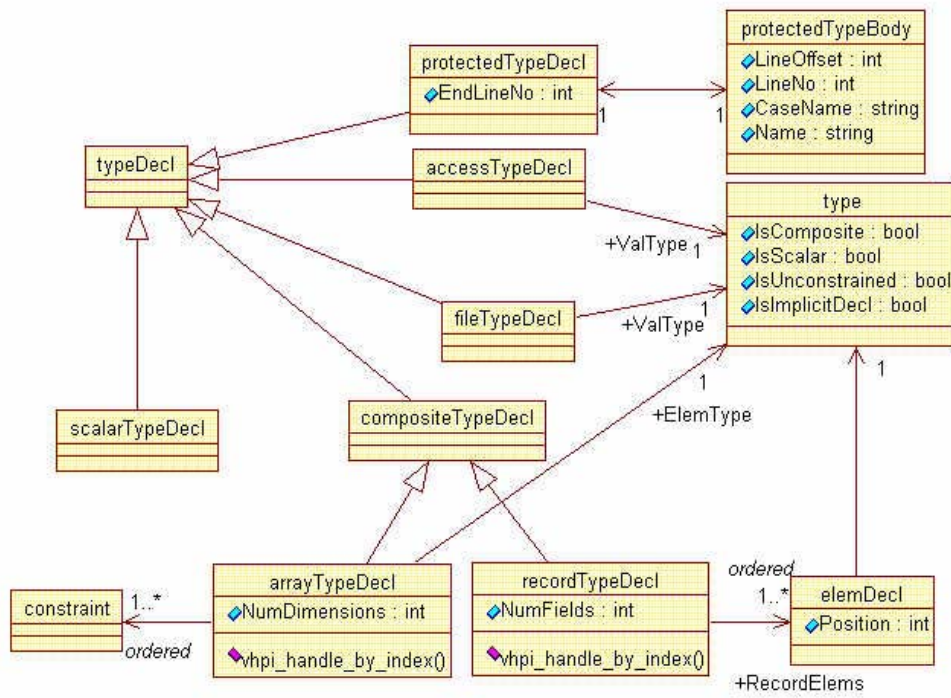 protectedTypeBody
LineOffset : int
LineNo : int
CaseName : string
Name : string
protectedTypeDecl
EndLineNo : int
1
1
typeDecl
accessTypeDecl
type
IsComposite : bool
IsScalar : bool
IsUnconstrained : bool
IsImplicitDecl : bool
+ValType
1
fileTypeDecl
1
+ValType
1
1
+ElemType
scalarTypeDecl
compositeTypeDecl
arrayTypeDecl
NumDimensions : int
vhpi_handle_by_index()
recordTypeDecl
NumFields : int
vhpi_handle_by_index()
ordered
1..*
elemDecl
Position : int
+RecordElems
constraint
1..*
ordered